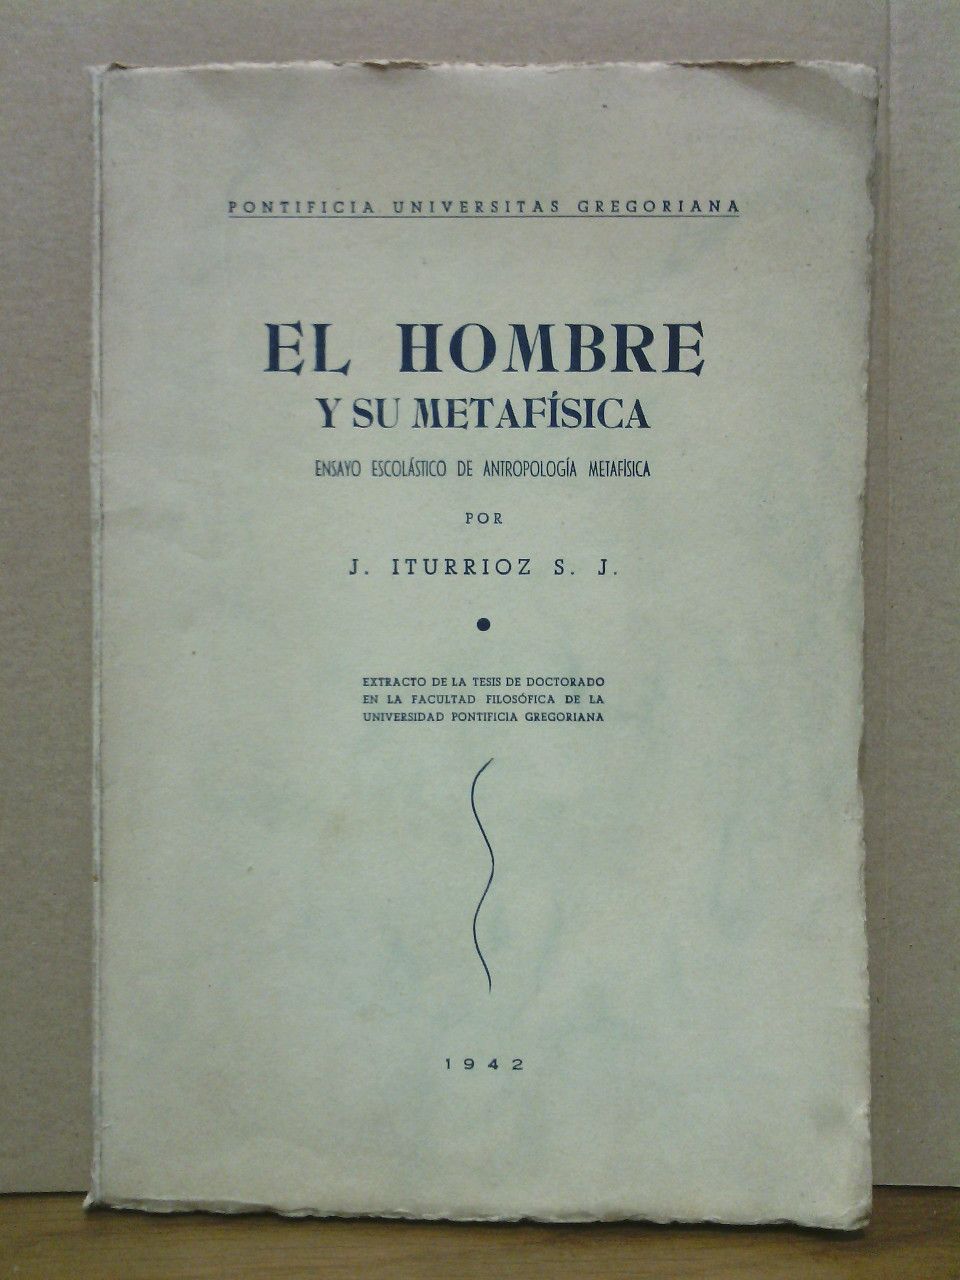 PONTIFICIA UNIVERSITAS GREGORIANA
EL HOMBRE
Y SU METAFÍSICA
ENSAYO ESCOLÁSTICO DE ANTROPOLOGÍA METAFÍSICA
POR
J. ITURRIOZ S. J.
EXTRACTO DE LA TESIS DE DOCTORADO
EN LA FACULTAD FILOSÓFICA DE LA
UNIVERSIDAD PONTIFICIA GREGORIANA
1942